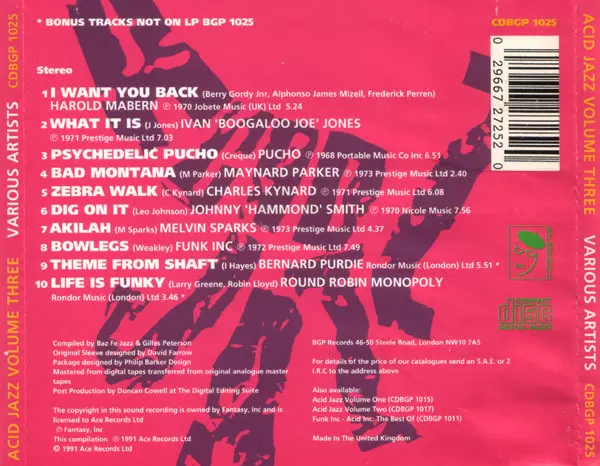 * BONUS TRACKS NOT ON LP BGP 1025
CDBGP 1025
Stereo
1 I WANT YOU BACK (Berry Gordy Jnr, Alphonso James Mizell, Frederick Perren)
HAROLD MABERN ℗ 1970 Jobete Music (UK) Ltd 5.24
2 WHAT IT IS (J Jones) IVAN 'BOOGALOO JOE' JONES
℗ 1971 Prestige Music Ltd 7.03
3 PSYCHEDELIC PUCHO (Creque) PUCHO ℗ 1968 Portable Music Co Inc 6.51
4 BAD MONTANA (M Parker) MAYNARD PARKER ℗ 1973 Prestige Music Ltd 2.40
5 ZEBRA WALK (C Kynard) CHARLES KYNARD ℗ 1971 Prestige Music Ltd 6.08
6 DIG ON IT (Leo Johnson) JOHNNY 'HAMMOND' SMITH ℗ 1970 Nicole Music 7.56
7 AKILAH (M Sparks) MELVIN SPARKS ℗ 1973 Prestige Music Ltd 4.37
8 BOWLEGS (Weakley) FUNK INC ℗ 1972 Prestige Music Ltd 7.49
9 THEME FROM SHAFT (I Hayes) BERNARD PURDIE Rondor Music (London) Ltd 5.51 *
10 LIFE IS FUNKY (Larry Greene, Robin Lloyd) ROUND ROBIN MONOPOLY
Rondor Music (London) Ltd 3.46 *
0 29667 27252 0
COMPACT
disc
DIGITAL AUDIO
Compiled by Baz Fe Jazz & Gilles Peterson
Original Sleeve designed by David Farrow
Package designed by Philip Barker Design
Mastered from digital tapes transferred from original analogue master
tapes
Post Production by Duncan Cowell at The Digital Editing Suite
The copyright in this sound recording is owned by Fantasy, Inc and is
licensed to Ace Records Ltd
℗ Fantasy, Inc
This compilation ℗ 1991 Ace Records Ltd
© 1991 Ace Records Ltd
BGP Records 46-50 Steele Road, London NW10 7AS
For details of the price of our catalogues send an S.A.E. or 2
I.R.C to the address above
Also available:
Acid Jazz Volume One (CDBGP 1015)
Acid Jazz Volume Two (CDBGP 1017)
Funk Inc - Acid Inc: The Best Of (CDBGP 1011)
Made In The United Kingdom
ACID JAZZ VOLUME THREE VARIOUS ARTISTS CDBGP 1025
ACID JAZZ VOLUME THREE VARIOUS ARTISTS CDBGP 1025